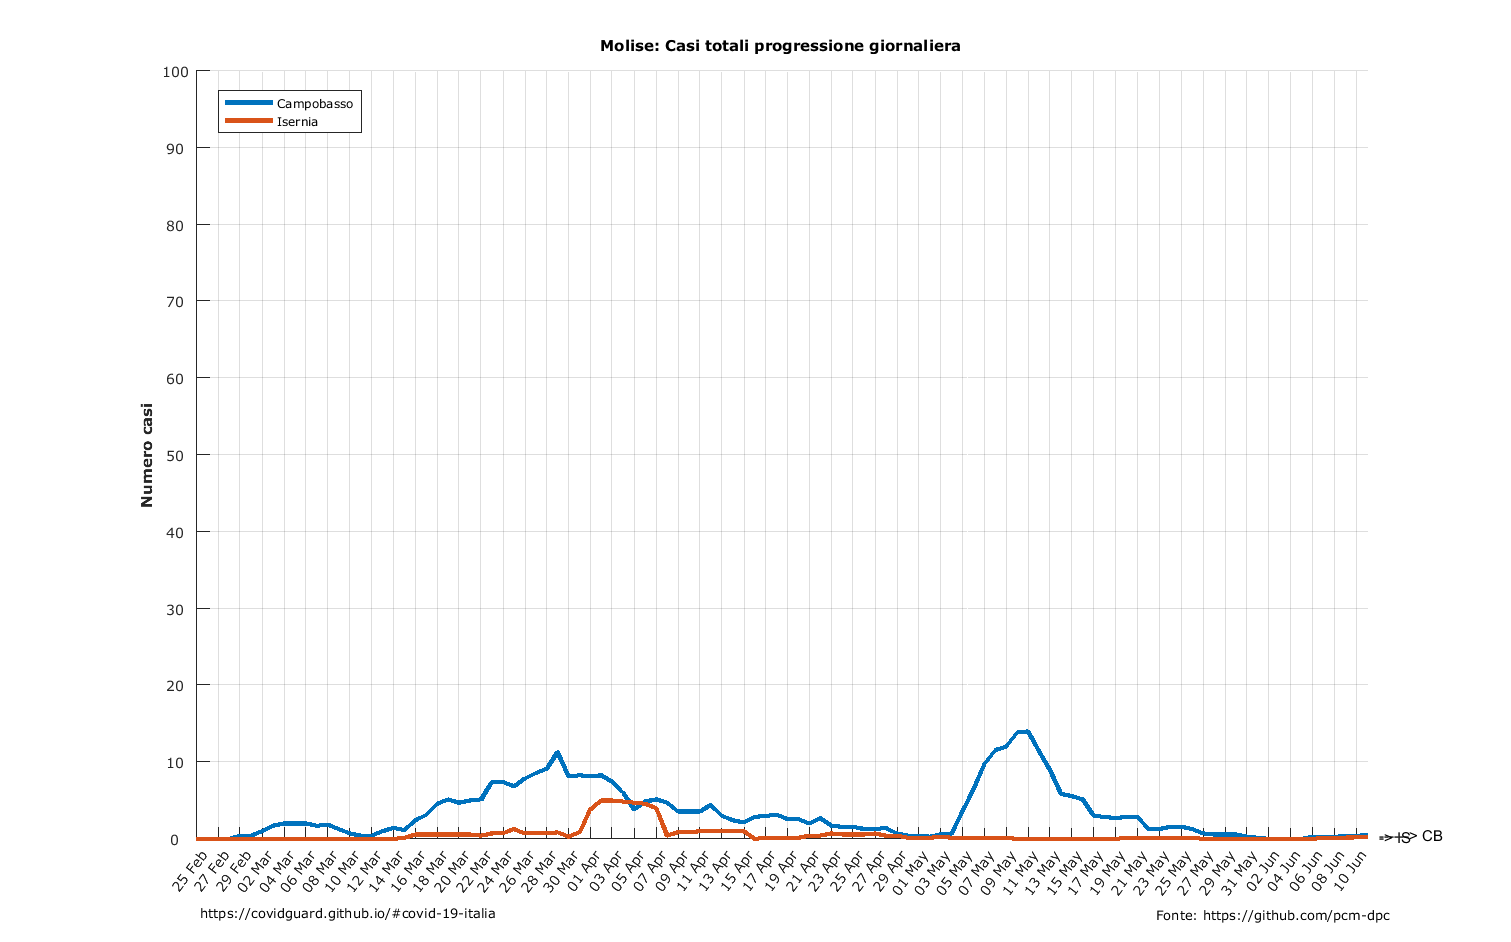 Molise: Casi totali progressione giornaliera
100
90
80
70
60
50
40
30
20
10
0
Numero casi
Campobasso
Isernia
25 Feb
27 Feb
29 Feb
02 Mar
04 Mar
06 Mar
08 Mar
10 Mar
12 Mar
14 Mar
16 Mar
18 Mar
20 Mar
22 Mar
24 Mar
26 Mar
28 Mar
30 Mar
01 Apr
03 Apr
05 Apr
07 Apr
09 Apr
11 Apr
13 Apr
15 Apr
17 Apr
19 Apr
21 Apr
23 Apr
25 Apr
27 Apr
29 Apr
01 May
03 May
05 May
07 May
09 May
11 May
13 May
15 May
17 May
19 May
21 May
23 May
25 May
27 May
29 May
31 May
02 Jun
04 Jun
06 Jun
08 Jun
10 Jun
IS
CB
https://covidguard.github.io/#covid-19-italia
Fonte: https://github.com/pcm-dpc